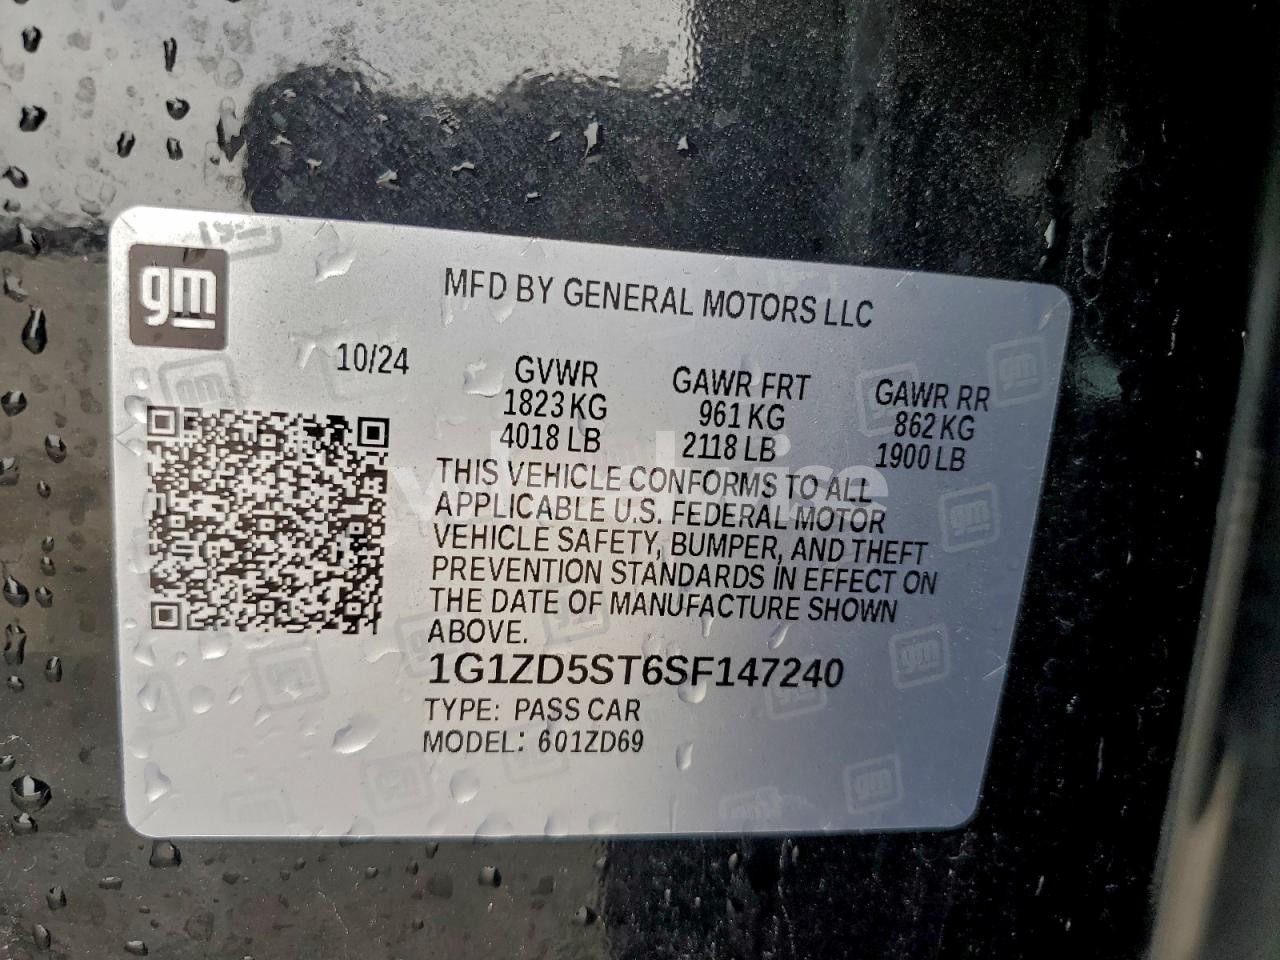 gm
MFD BY GENERAL MOTORS LLC
10/24
GVWR GAWR FRT GAWR RR
1823 KG 961 KG 862 KG
4018 LB 2118 LB 1900 LB
THIS VEHICLE CONFORMS TO ALL
APPLICABLE U.S. FEDERAL MOTOR
VEHICLE SAFETY, BUMPER, AND THEFT
PREVENTION STANDARDS IN EFFECT ON
THE DATE OF MANUFACTURE SHOWN
ABOVE.
1G1ZD5ST6SF147240
TYPE: PASS CAR
MODEL: 601ZD69